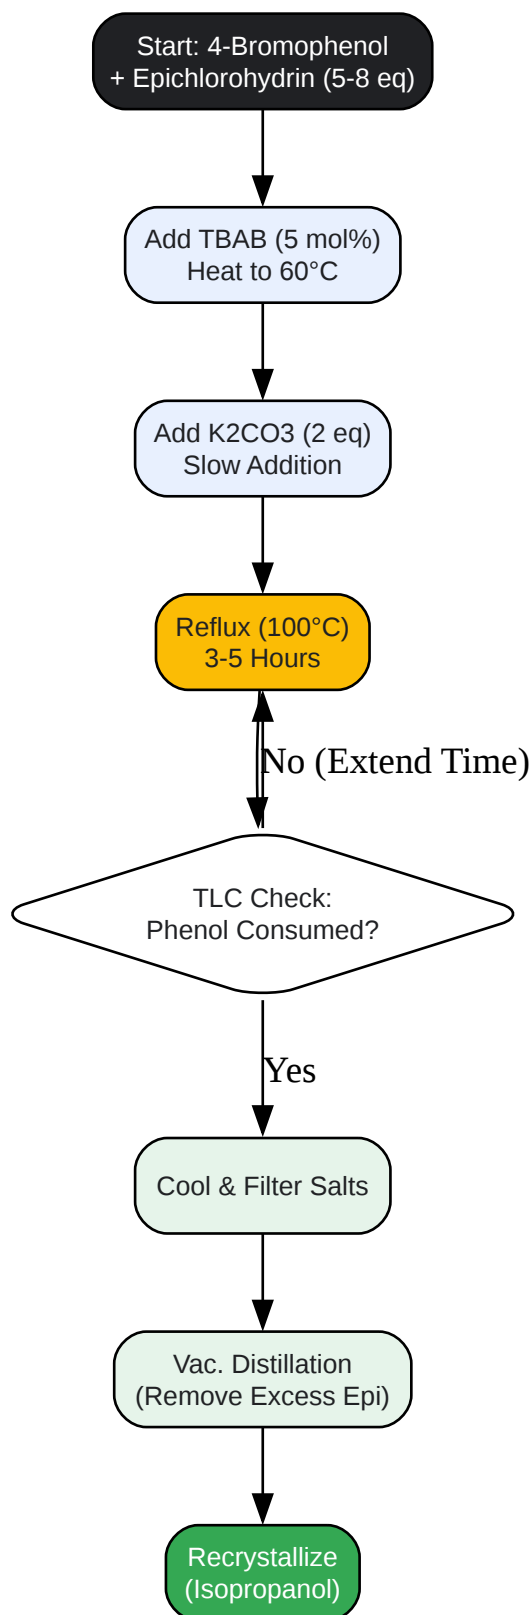 Start: 4-Bromophenol
+ Epichlorohydrin (5-8 eq)
Add TBAB (5 mol%)
Heat to 60°C
Add K2CO3 (2 eq)
Slow Addition
Reflux (100°C)
3-5 Hours
No (Extend Time)
TLC Check:
Phenol Consumed?
Yes
Cool & Filter Salts
Vac. Distillation
(Remove Excess Epi)
Recrystallize
(Isopropanol)